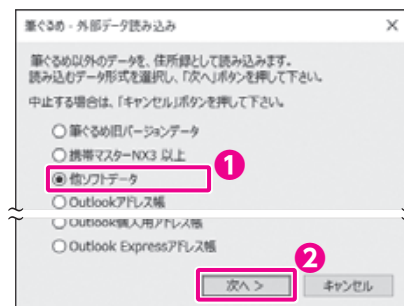 筆ぐるめ - 外部データ読み込み
筆ぐるめ以外のデータを、住所録として読み込みます。
読み込むデータ形式を選択し、「次へ」ボタンを押して下さい。
中止する場合は、「キャンセル」ボタンを押して下さい。
筆ぐるめ旧バージョンデータ
携帯マスターNX3 以上
他ソフトデータ
1
Outlookアドレス帳
Outlook個人用アドレス帳
Outlook Expressアドレス帳
2
次へ >
キャンセル